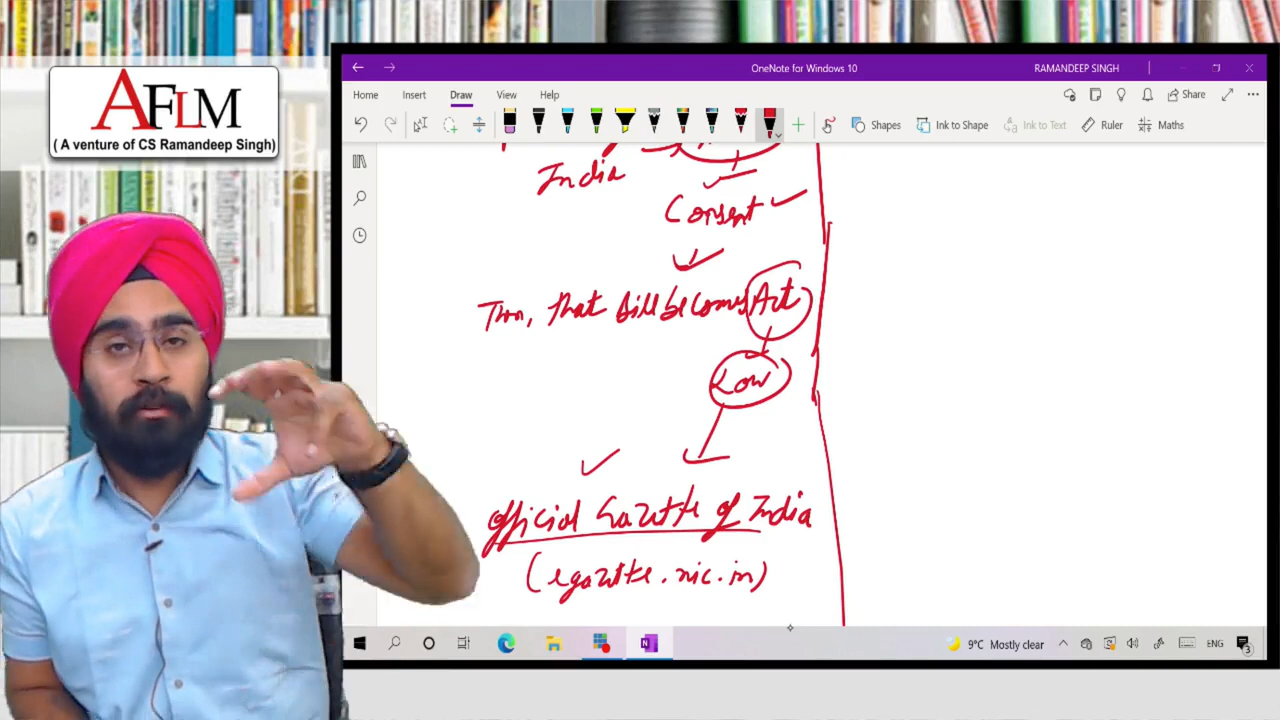 AFLM
( A venture of CS Ramandeep Singh)
OneNote for Windows 10
RAMANDEEP SINGH
Home Insert Draw View Help
Share
Shapes
Ink to Shape
Ink to Text
Ruler
Maths
India
Consent
Then, that bill becomes Act
Law
Official Gazette of India
(egazette.nic.in)
9°C Mostly clear
ENG
3